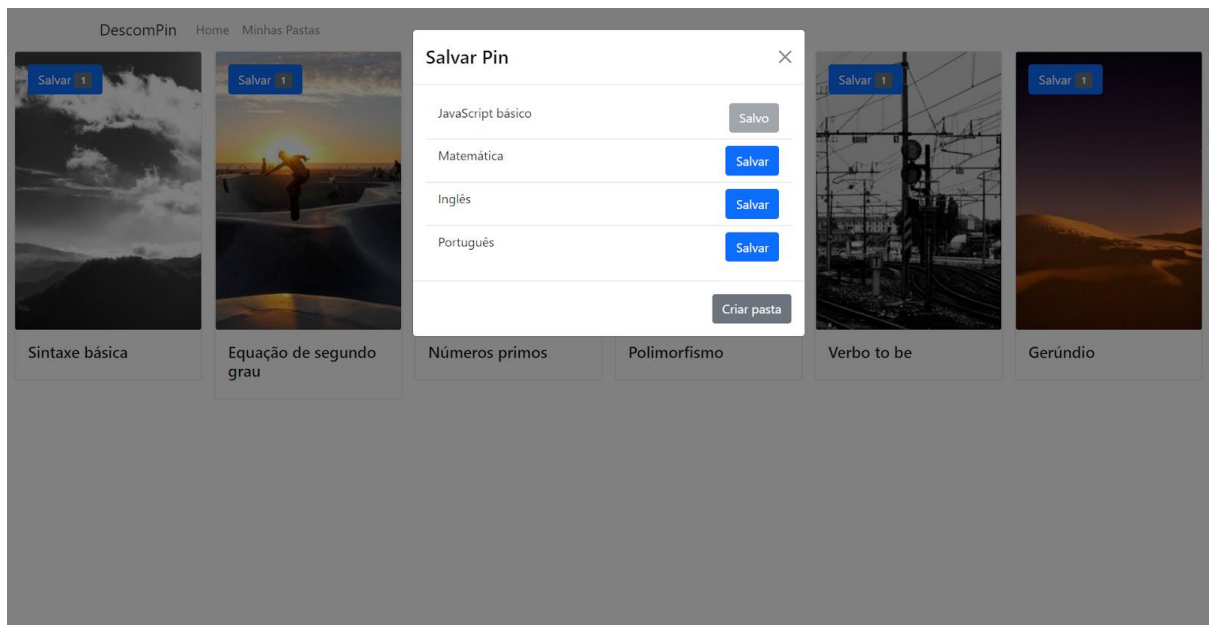 DescomPin Home Minhas Pastas
Salvar Pin
Salvar 1
Salvar 1
Salvar 1
Salvar 1
JavaScript básico
Salvo
Matemática
Salvar
Inglês
Salvar
Português
Salvar
Criar pasta
Sintaxe básica
Equação de segundo
grau
Números primos
Polimorfismo
Verbo to be
Gerúndio